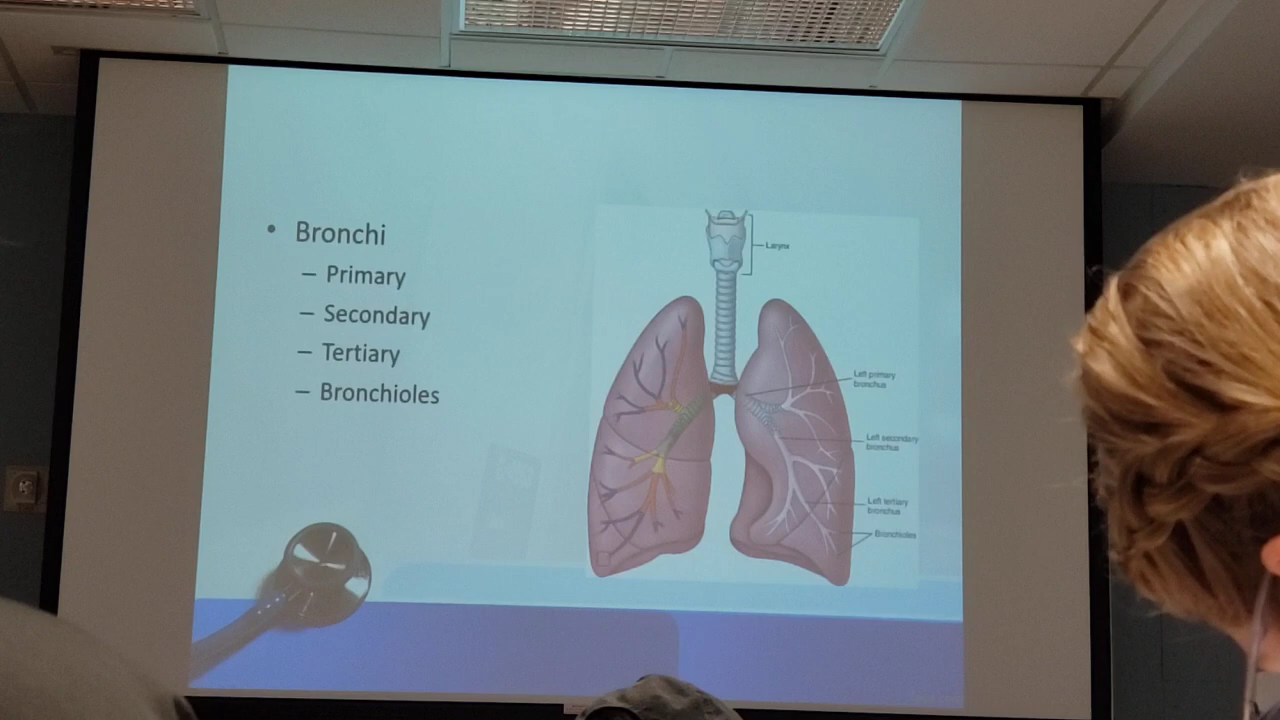 • Bronchi
– Primary
– Secondary
– Tertiary
– Bronchioles
Larynx
Left primary
bronchus
Left secondary
bronchus
Left tertiary
bronchus
Bronchioles